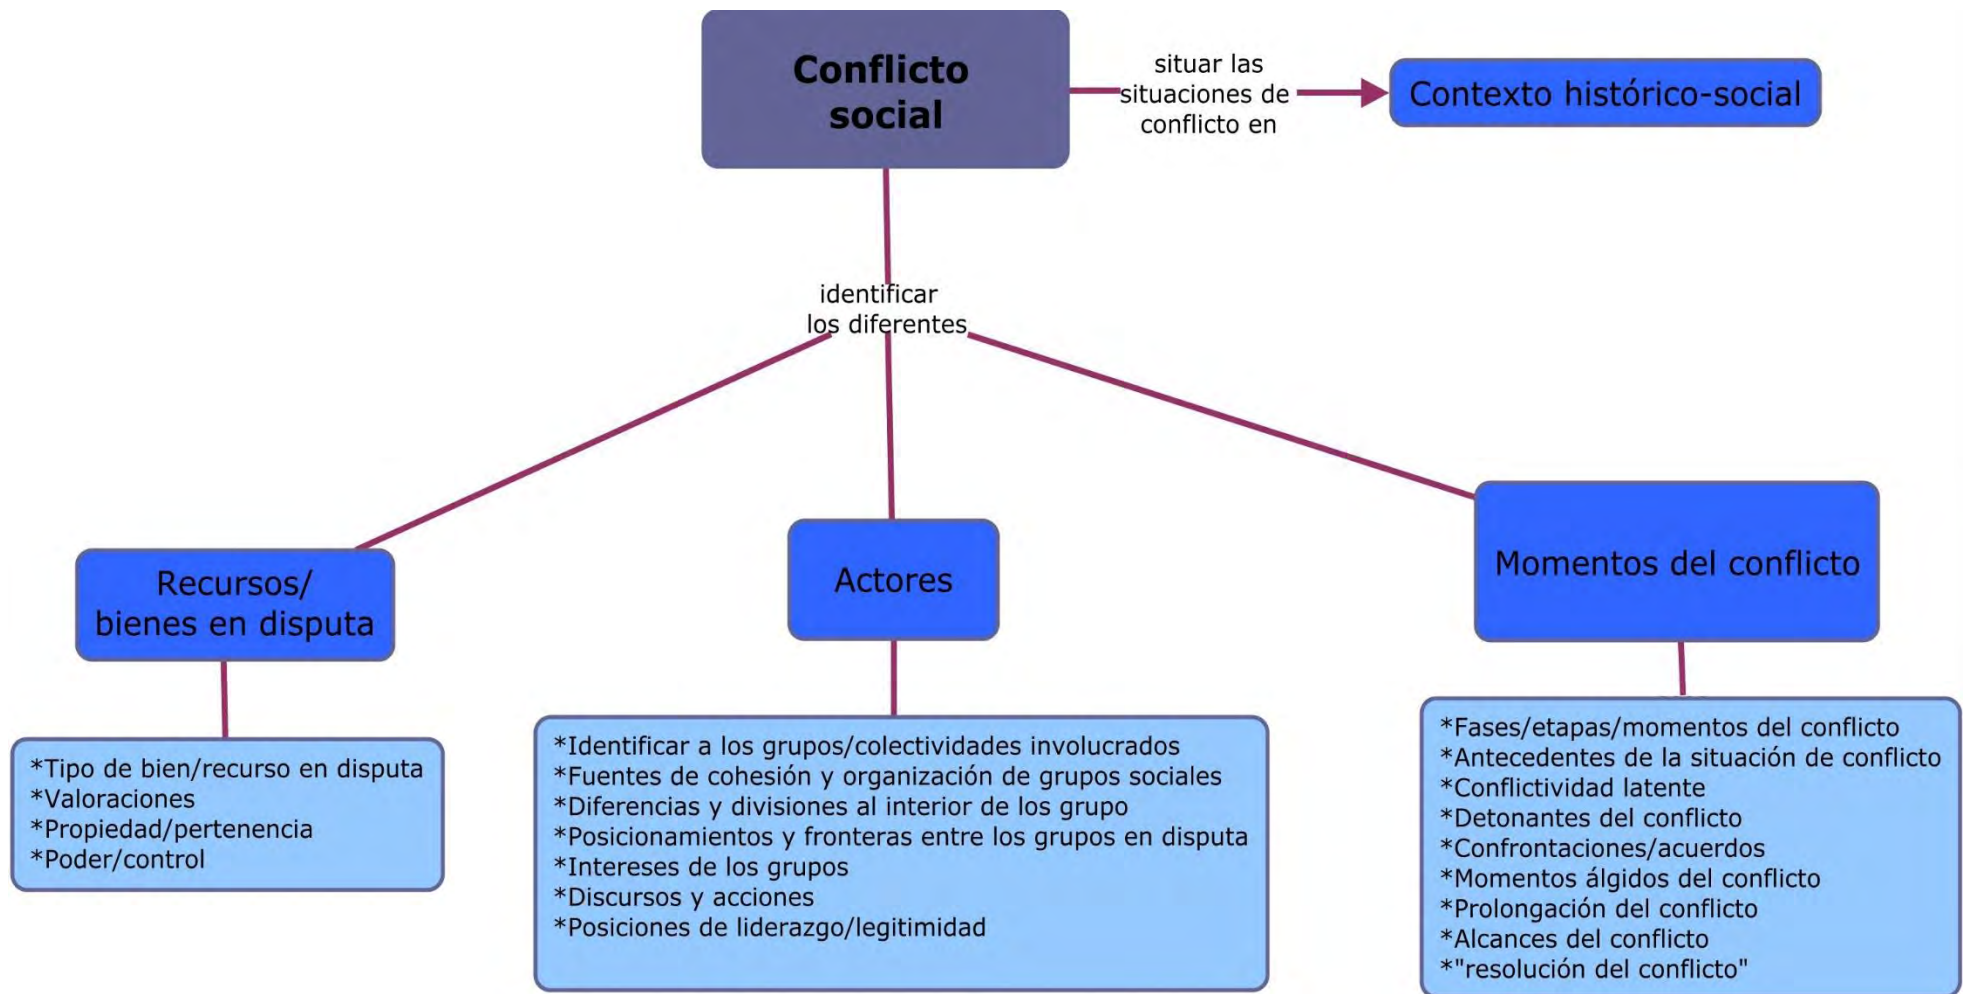 Conflicto
social
situar las
situaciones de
conflicto en
Contexto histórico-social
identificar
los diferentes
Recursos/
bienes en disputa
Actores
Momentos del conflicto
*Tipo de bien/recurso en disputa
*Valoraciones
*Propiedad/pertenencia
*Poder/control
*Identificar a los grupos/colectividades involucrados
*Fuentes de cohesión y organización de grupos sociales
*Diferencias y divisiones al interior de los grupo
*Posicionamientos y fronteras entre los grupos en disputa
*Intereses de los grupos
*Discursos y acciones
*Posiciones de liderazgo/legitimidad
*Fases/etapas/momentos del conflicto
*Antecedentes de la situación de conflicto
*Conflictividad latente
*Detonantes del conflicto
*Confrontaciones/acuerdos
*Momentos álgidos del conflicto
*Prolongación del conflicto
*Alcances del conflicto
*"resolución del conflicto"